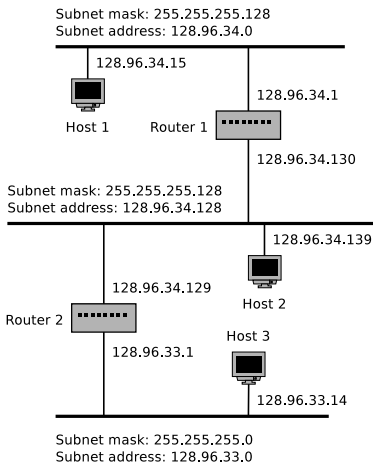 Subnet mask: 255.255.255.128
Subnet address: 128.96.34.0
128.96.34.15
128.96.34.1
Host 1
Router 1
128.96.34.130
Subnet mask: 255.255.255.128
Subnet address: 128.96.34.128
128.96.34.139
128.96.34.129
Host 2
Router 2
Host 3
128.96.33.1
128.96.33.14
Subnet mask: 255.255.255.0
Subnet address: 128.96.33.0